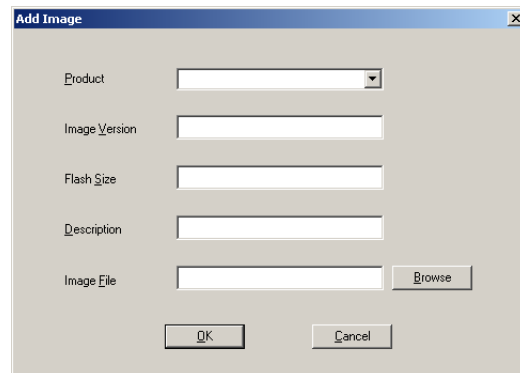 Add Image
Product
Image Version
Flash Size
Description
Image File
Browse
OK
Cancel